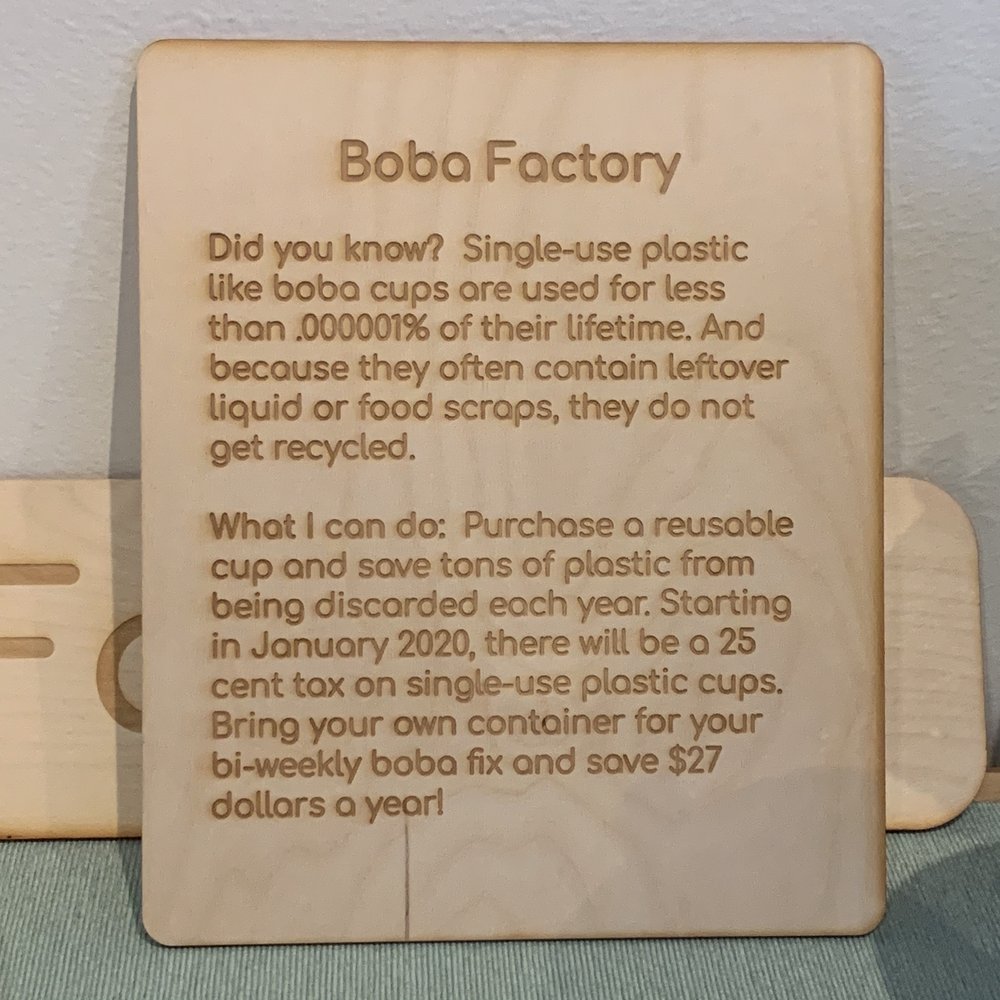 Boba Factory
Did you know? Single-use plastic
like boba cups are used for less
than .000001% of their lifetime. And
because they often contain leftover
liquid or food scraps, they do not
get recycled.
What I can do: Purchase a reusable
cup and save tons of plastic from
being discarded each year. Starting
in January 2020, there will be a 25
cent tax on single-use plastic cups.
Bring your own container for your
bi-weekly boba fix and save $27
dollars a year!